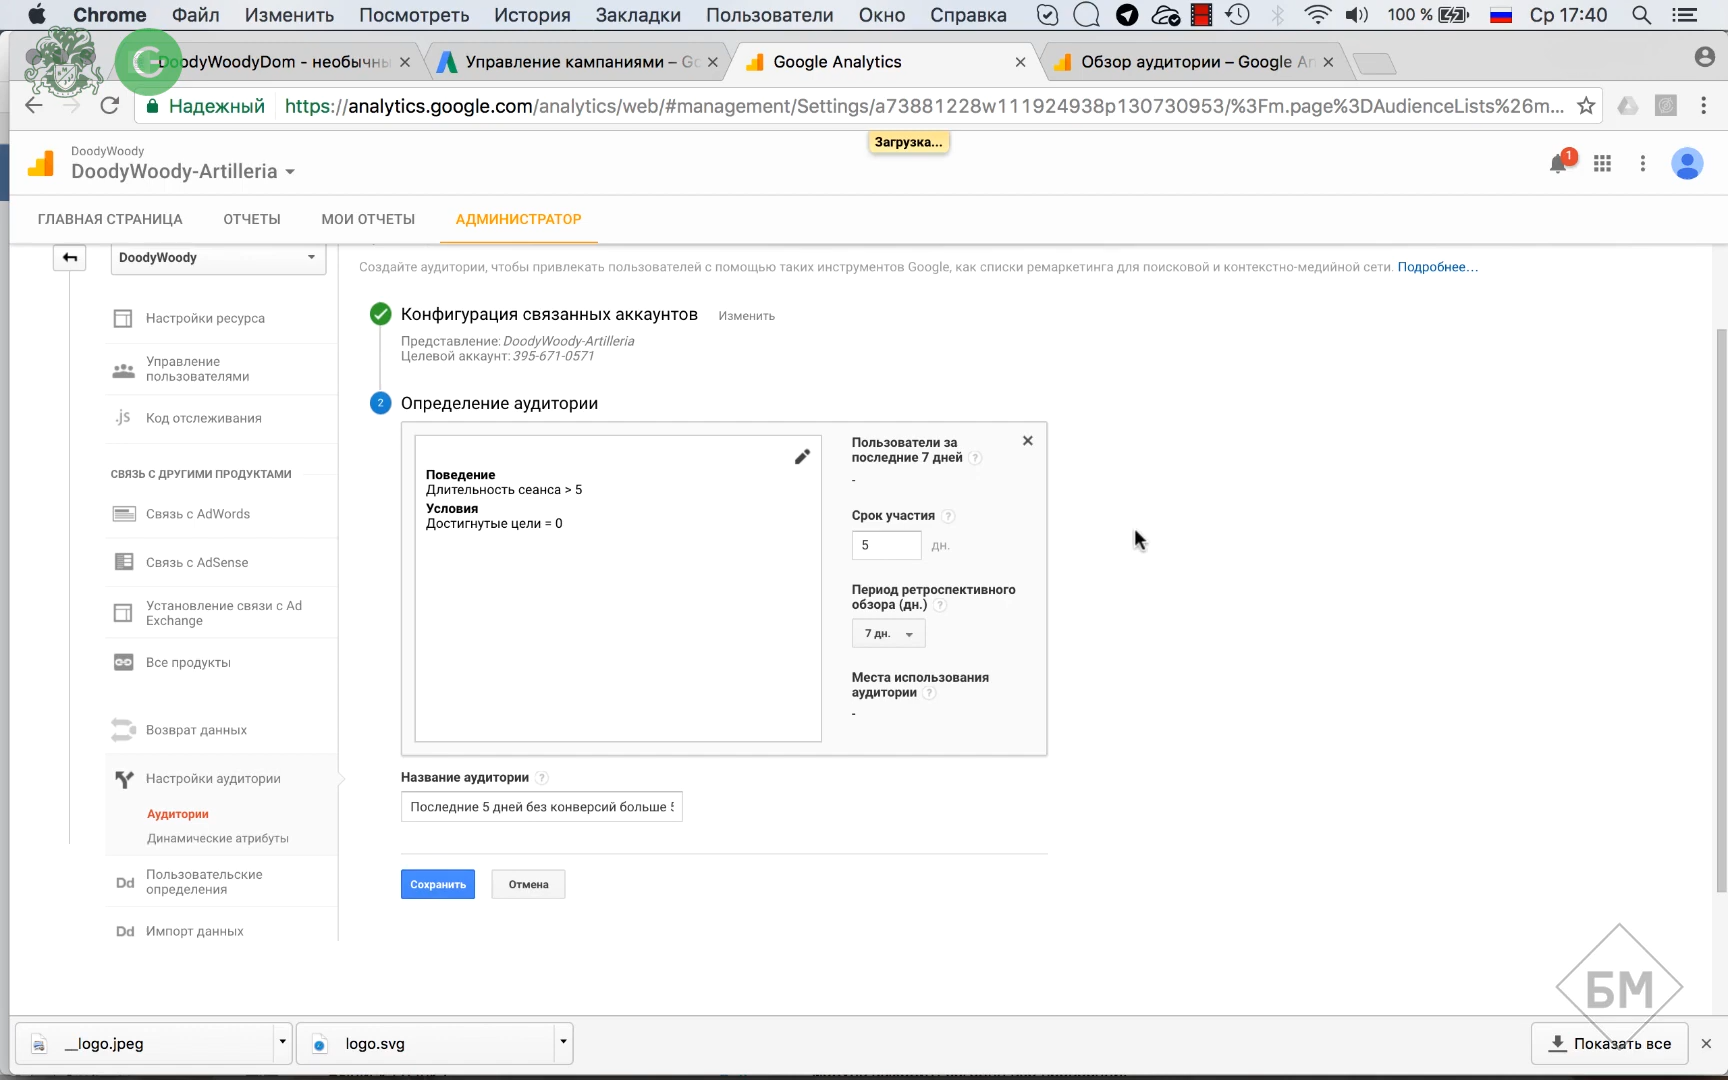 Chrome Файл Изменить Посмотреть История Закладки Пользователи Окно Справка 100 % Ср 17:40
DoodyWoodyDom - необычны Управление кампаниями – Go Google Analytics Обзор аудитории – Google An
Надежный https://analytics.google.com/analytics/web/#management/Settings/a73881228w111924938p130730953/%3Fm.page%3DAudienceLists%26m...
Загрузка...
DoodyWoody
DoodyWoody-Artilleria
1
ГЛАВНАЯ СТРАНИЦА ОТЧЕТЫ МОИ ОТЧЕТЫ АДМИНИСТРАТОР
DoodyWoody
Настройки ресурса
Управление
пользователями
.js Код отслеживания
СВЯЗЬ С ДРУГИМИ ПРОДУКТАМИ
Связь с AdWords
Связь с AdSense
Установление связи с Ad
Exchange
Все продукты
Возврат данных
Настройки аудитории
Аудитории
Динамические атрибуты
Dd Пользовательские
определения
Dd Импорт данных
Создайте аудитории, чтобы привлекать пользователей с помощью таких инструментов Google, как списки ремаркетинга для поисковой и контекстно-медийной сети. Подробнее...
Конфигурация связанных аккаунтов Изменить
Представление: DoodyWoody-Artilleria
Целевой аккаунт: 395-671-0571
2 Определение аудитории
Поведение
Длительность сеанса > 5
Условия
Достигнутые цели = 0
Пользователи за
последние 7 дней ?
-
Срок участия ?
5 дн.
Период ретроспективного
обзора (дн.) ?
7 дн.
Места использования
аудитории ?
-
Название аудитории ?
Последние 5 дней без конверсий больше 5
Сохранить Отмена
БМ
__logo.jpeg logo.svg Показать все